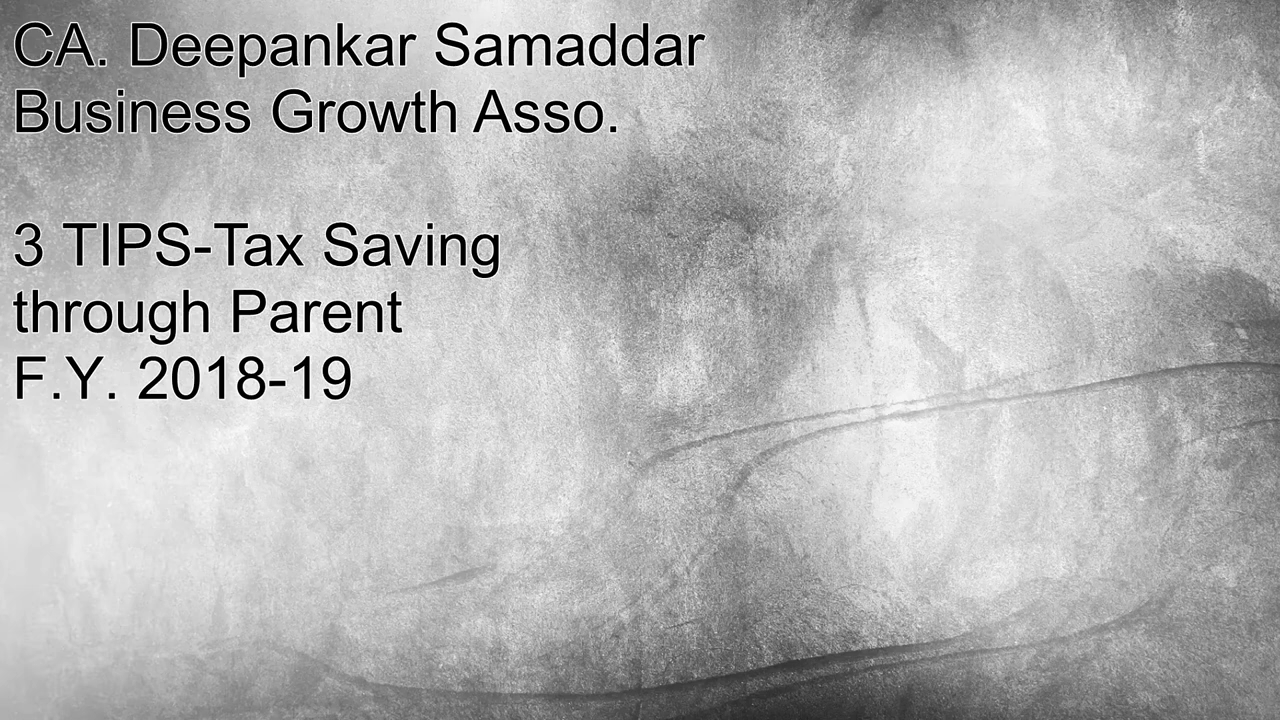 CA. Deepankar Samaddar
Business Growth Asso.
3 TIPS-Tax Saving
through Parent
F.Y. 2018-19